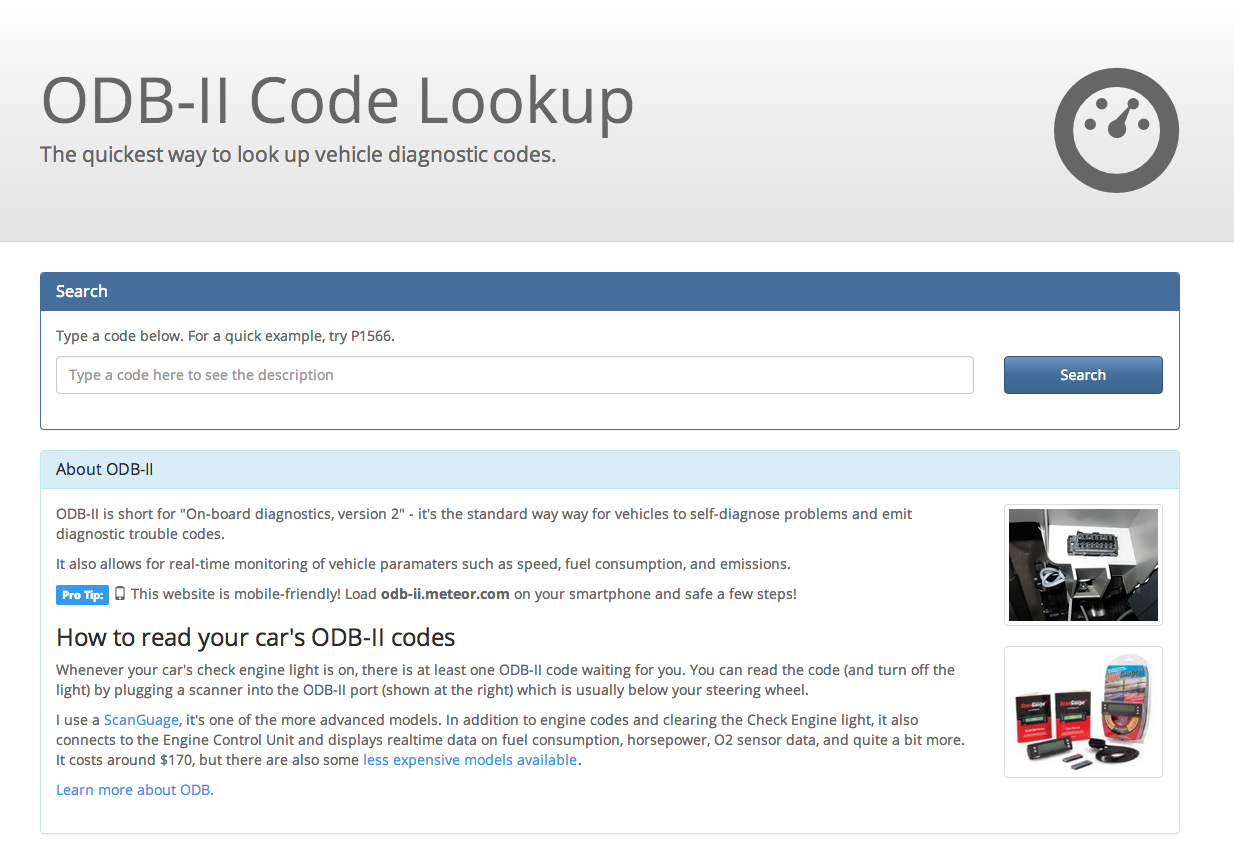 ODB-II Code Lookup
The quickest way to look up vehicle diagnostic codes.
Search
Type a code below. For a quick example, try P1566.
Type a code here to see the description
Search
About ODB-II
ODB-II is short for "On-board diagnostics, version 2" - it's the standard way way for vehicles to self-diagnose problems and emit
diagnostic trouble codes.
It also allows for real-time monitoring of vehicle paramaters such as speed, fuel consumption, and emissions.
Pro Tip: This website is mobile-friendly! Load odb-ii.meteor.com on your smartphone and safe a few steps!
How to read your car's ODB-II codes
Whenever your car's check engine light is on, there is at least one ODB-II code waiting for you. You can read the code (and turn off the
light) by plugging a scanner into the ODB-II port (shown at the right) which is usually below your steering wheel.
I use a ScanGuage, it's one of the more advanced models. In addition to engine codes and clearing the Check Engine light, it also
connects to the Engine Control Unit and displays realtime data on fuel consumption, horsepower, O2 sensor data, and quite a bit more.
It costs around $170, but there are also some less expensive models available.
Learn more about ODB.